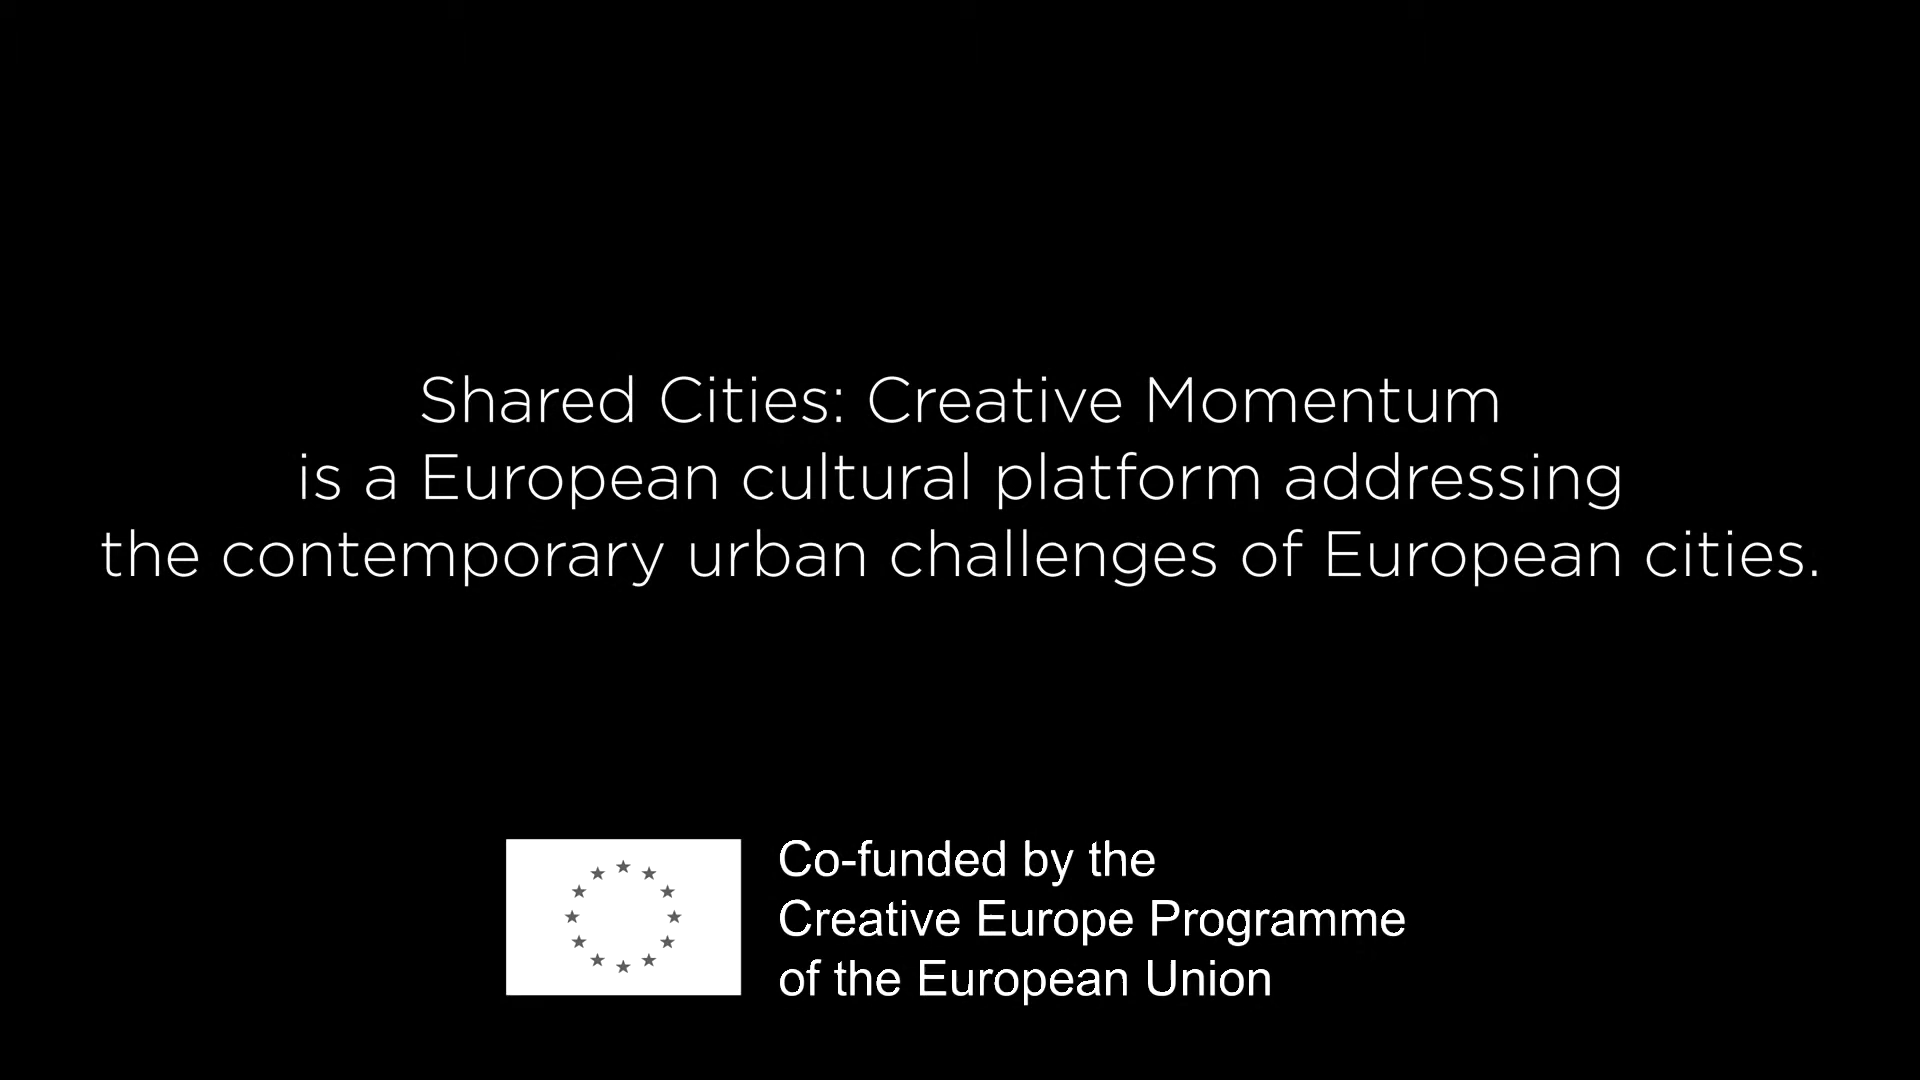 Shared Cities: Creative Momentum
is a European cultural platform addressing
the contemporary urban challenges of European cities.
Co-funded by the
Creative Europe Programme
of the European Union